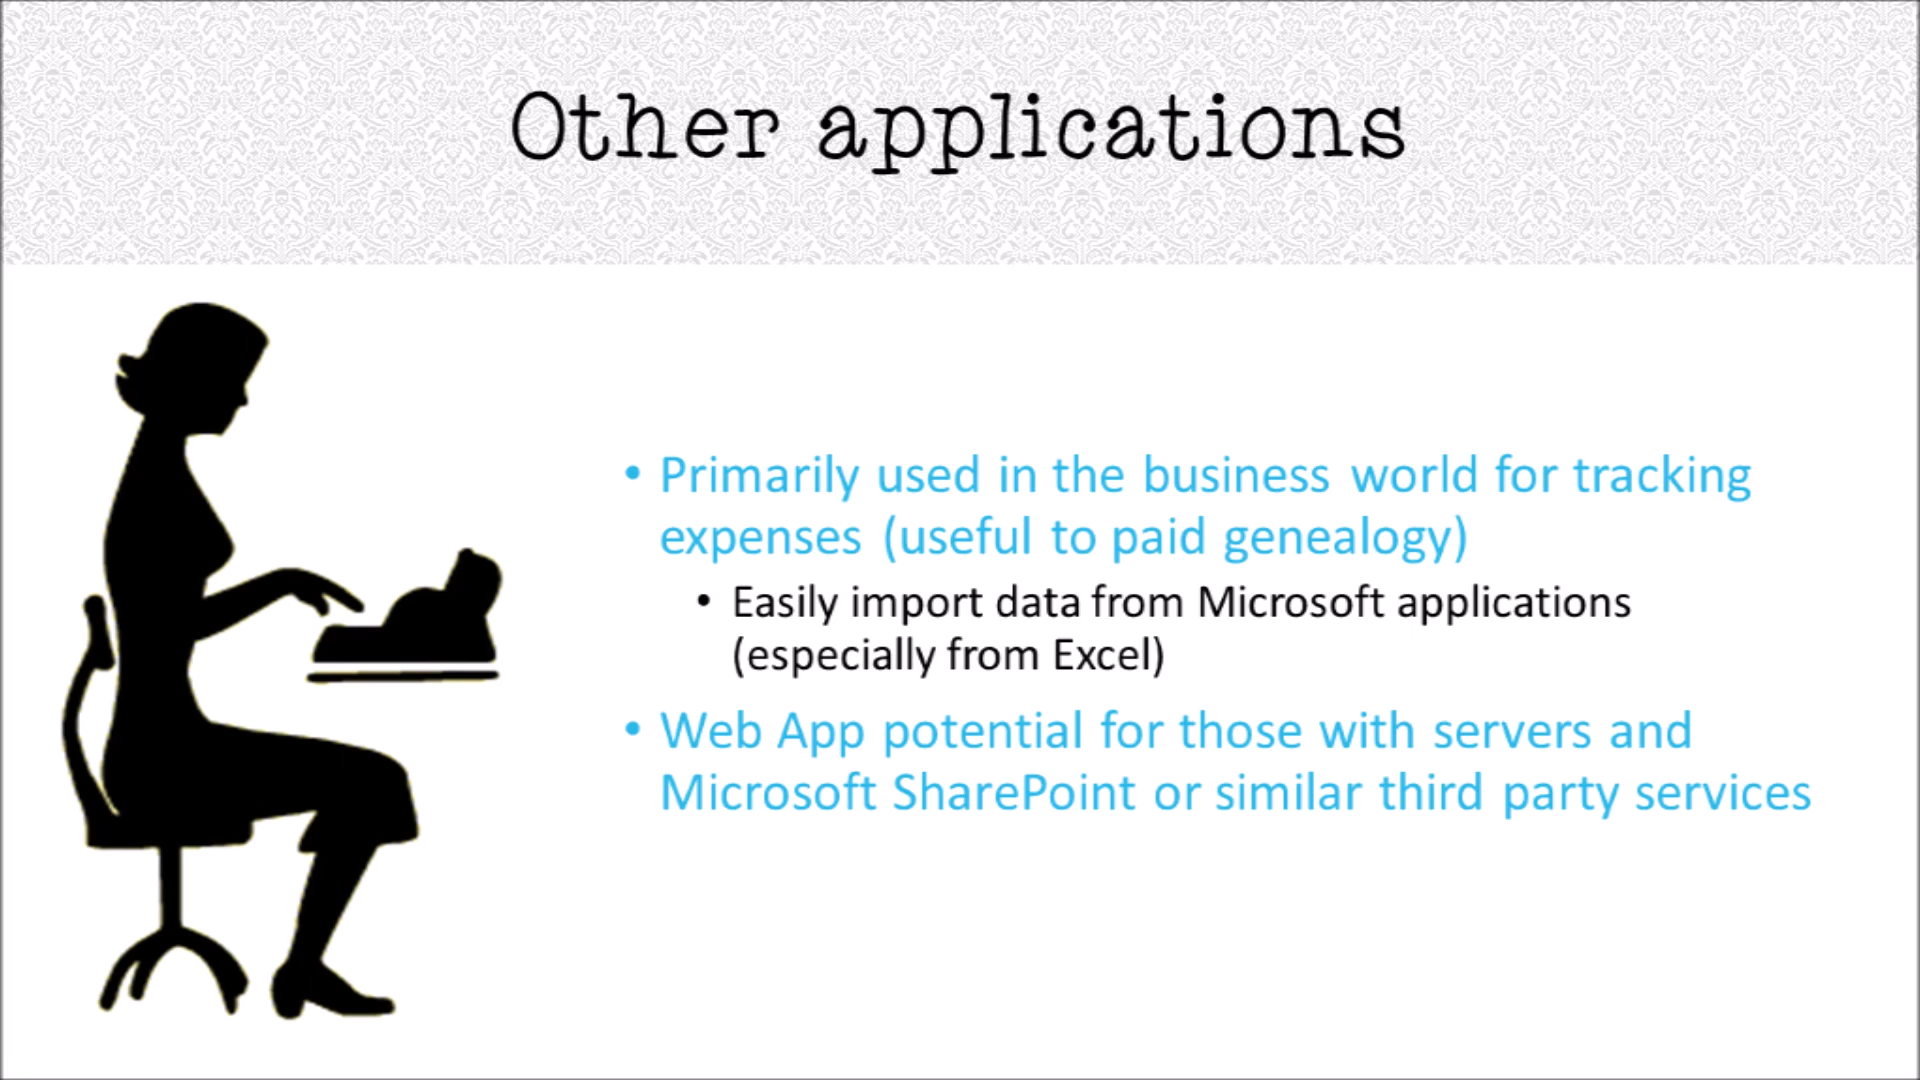 Other applications
• Primarily used in the business world for tracking
expenses (useful to paid genealogy)
• Easily import data from Microsoft applications
(especially from Excel)
• Web App potential for those with servers and
Microsoft SharePoint or similar third party services